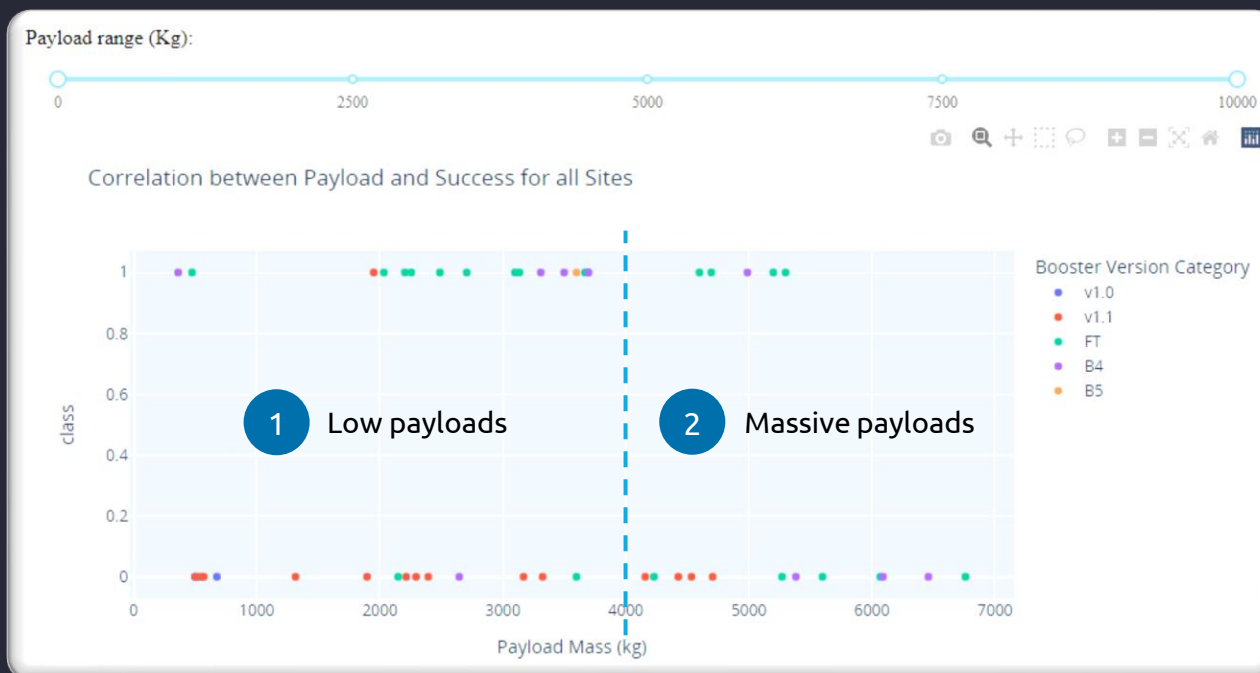 Payload range (Kg):
0 2500 5000 7500 10000
Correlation between Payload and Success for all Sites
Booster Version Category
v1.0
v1.1
FT
B4
B5
class
1
0.8
0.6
0.4
0.2
0
1 Low payloads
2 Massive payloads
0 1000 2000 3000 4000 5000 6000 7000
Payload Mass (kg)